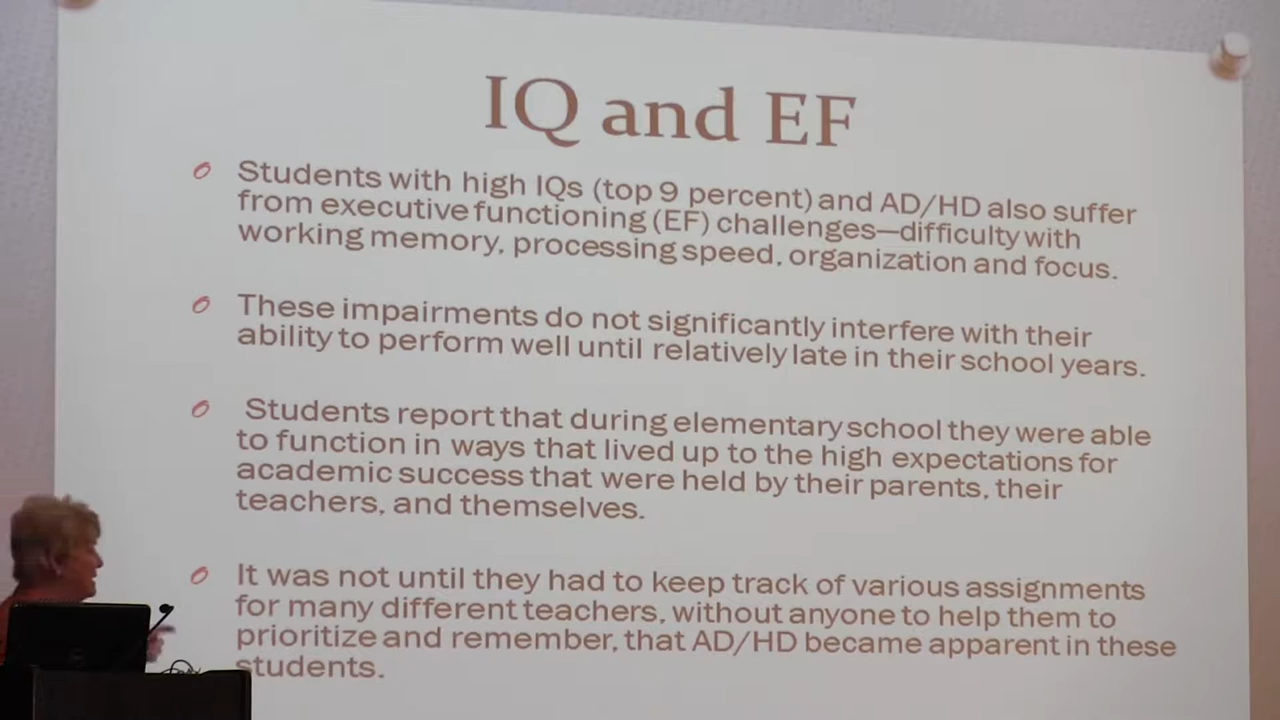 IQ and EF
Students with high IQs (top 9 percent) and AD/HD also suffer
from executive functioning (EF) challenges—difficulty with
working memory, processing speed, organization and focus.
These impairments do not significantly interfere with their
ability to perform well until relatively late in their school years.
Students report that during elementary school they were able
to function in ways that lived up to the high expectations for
academic success that were held by their parents, their
teachers, and themselves.
It was not until they had to keep track of various assignments
for many different teachers, without anyone to help them to
prioritize and remember, that AD/HD became apparent in these
students.